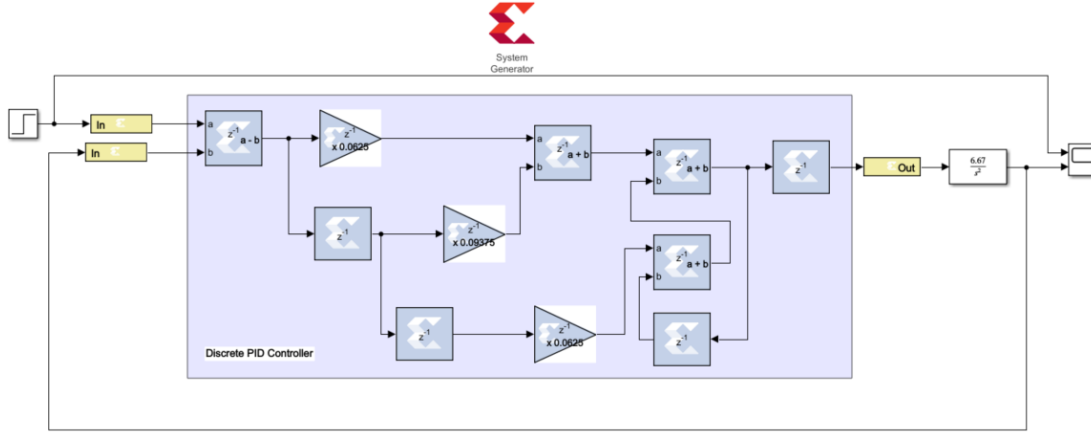 System
Generator
In
In
a
b
z⁻¹
a - b
z⁻¹
x 0.0625
a
b
z⁻¹
a + b
a
b
z⁻¹
a + b
z⁻¹
Out
6.67
s²
z⁻¹
z⁻¹
x 0.09375
a
b
z⁻¹
a + b
z⁻¹
z⁻¹
x 0.0625
z⁻¹
Discrete PID Controller